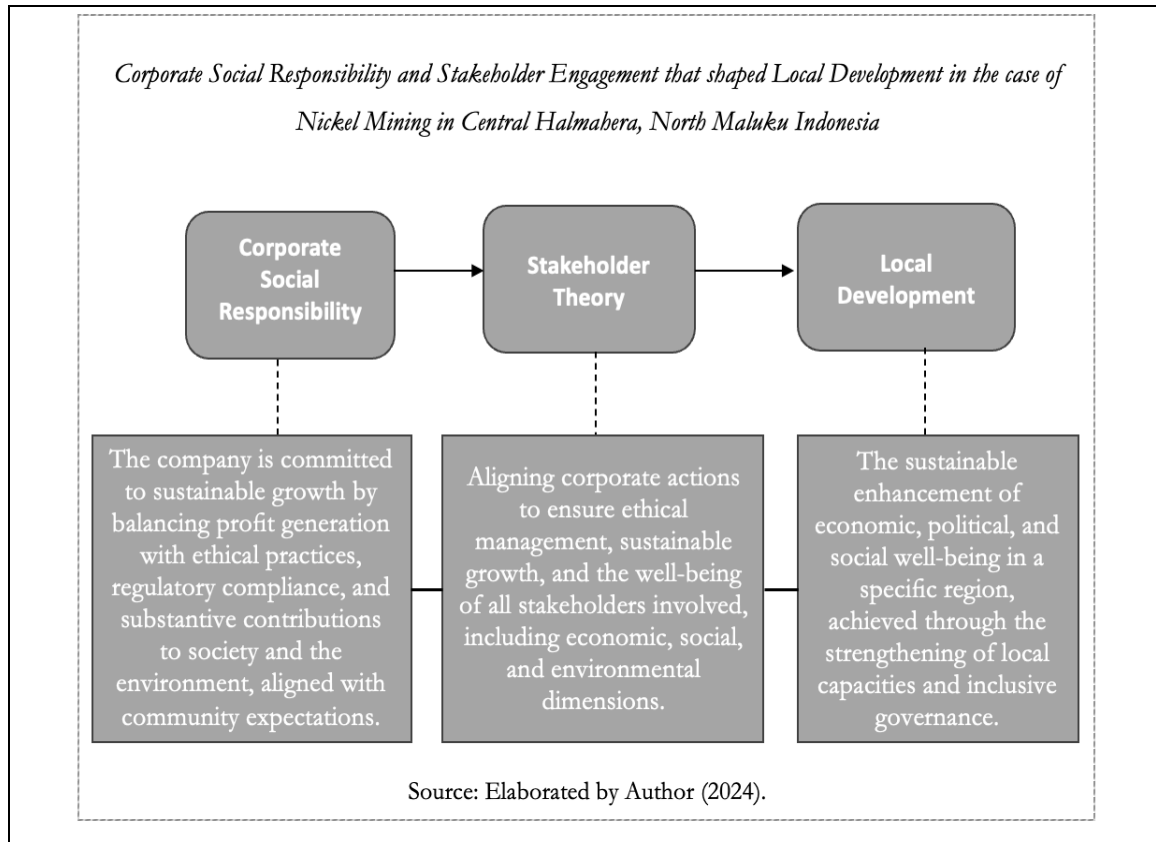 Corporate Social Responsibility and Stakeholder Engagement that shaped Local Development in the case of
Nickel Mining in Central Halmahera, North Maluku Indonesia
Corporate
Social
Responsibility
Stakeholder
Theory
Local
Development
The company is committed
to sustainable growth by
balancing profit generation
with ethical practices,
regulatory compliance, and
substantive contributions
to society and the
environment, aligned with
community expectations.
Aligning corporate actions
to ensure ethical
management, sustainable
growth, and the well-being
of all stakeholders involved,
including economic, social,
and environmental
dimensions.
The sustainable
enhancement of
economic, political, and
social well-being in a
specific region,
achieved through the
strengthening of local
capacities and inclusive
governance.
Source: Elaborated by Author (2024).